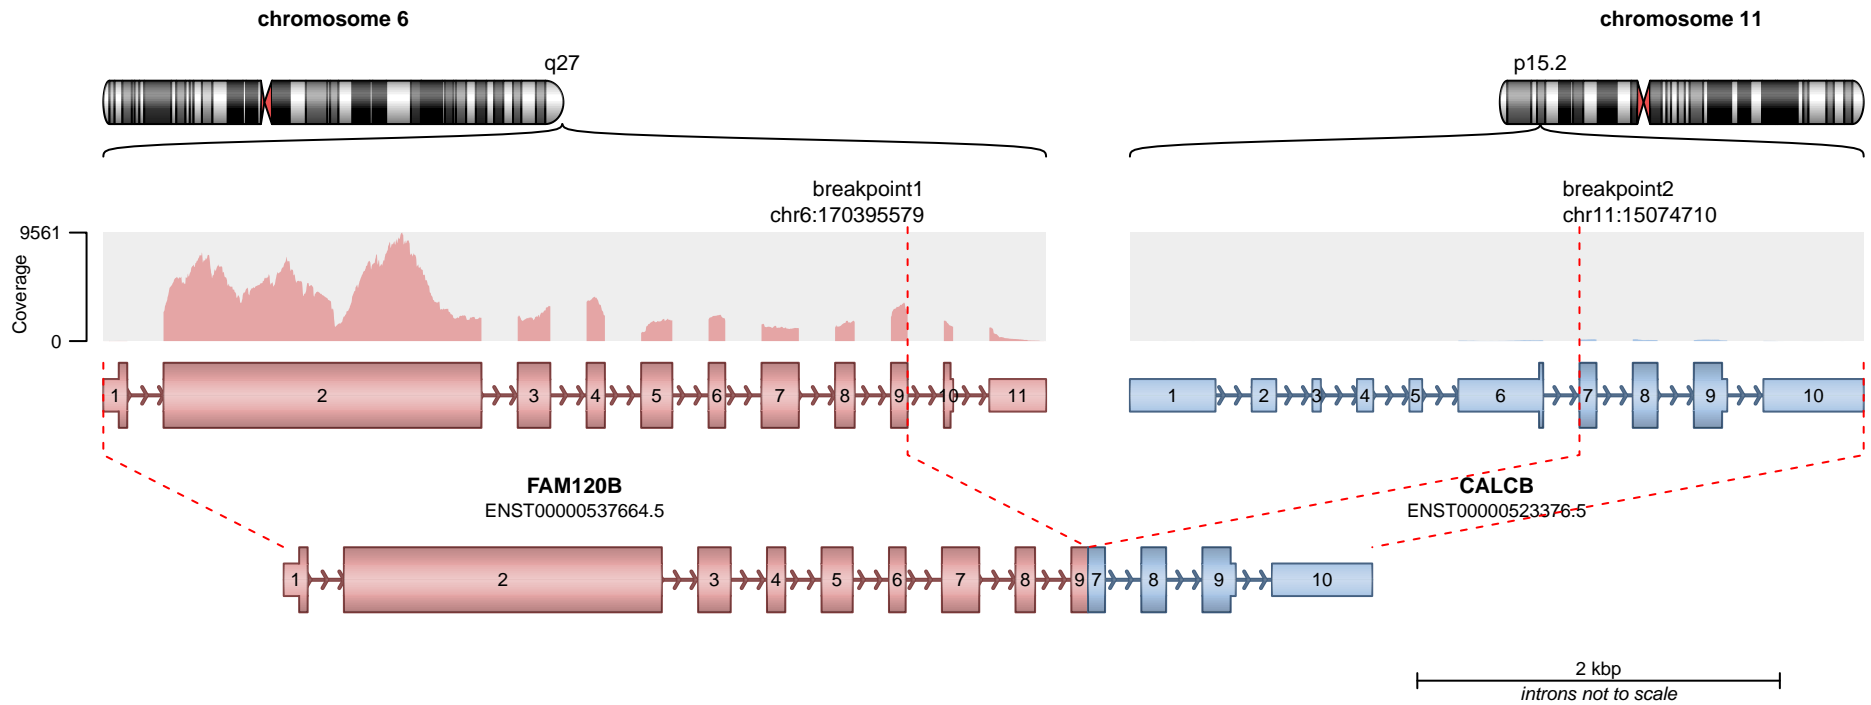 chromosome 6
chromosome 11
q27
p15.2
breakpoint1
chr6:170395579
breakpoint2
chr11:15074710
9561
Coverage
0
1 2 3 4 5 6 7 8 9 10 11
1 2 3 4 5 6 7 8 9 10
FAM120B
ENST00000537664.5
CALCB
ENST00000523376.5
1 2 3 4 5 6 7 8 9 7 8 9 10
2 kbp
introns not to scale